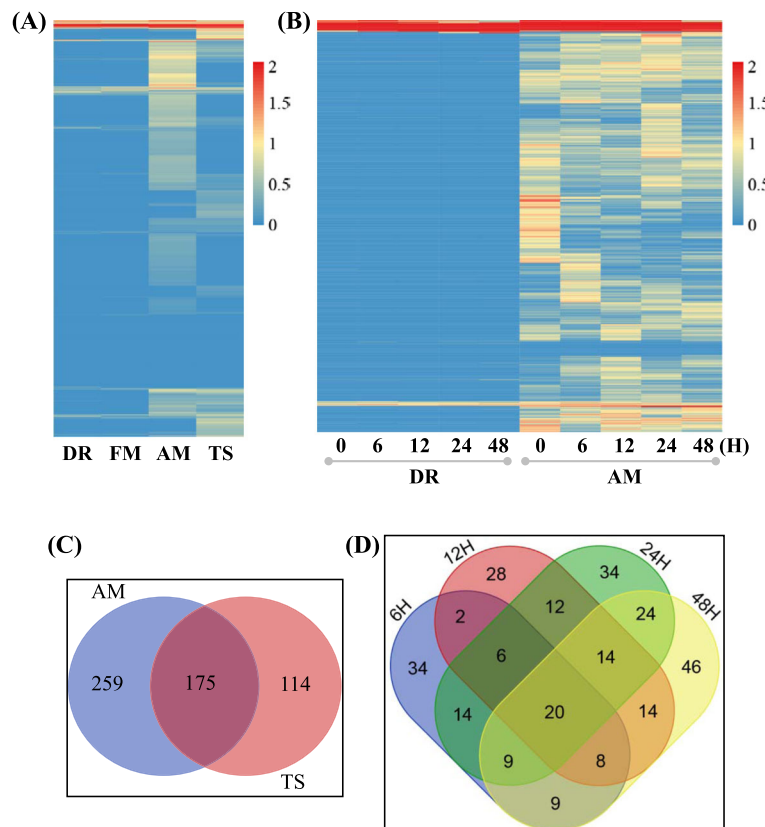 (A)
2
1.5
1
0.5
0
DR FM AM TS
(B)
2
1.5
1
0.5
0
0 6 12 24 48 0 6 12 24 48 (H)
DR AM
(C)
AM
259 175 114
TS
(D)
12H 24H
6H 48H
28 34
2 12 24
34 6 14 46
14 20 14
9 8
9